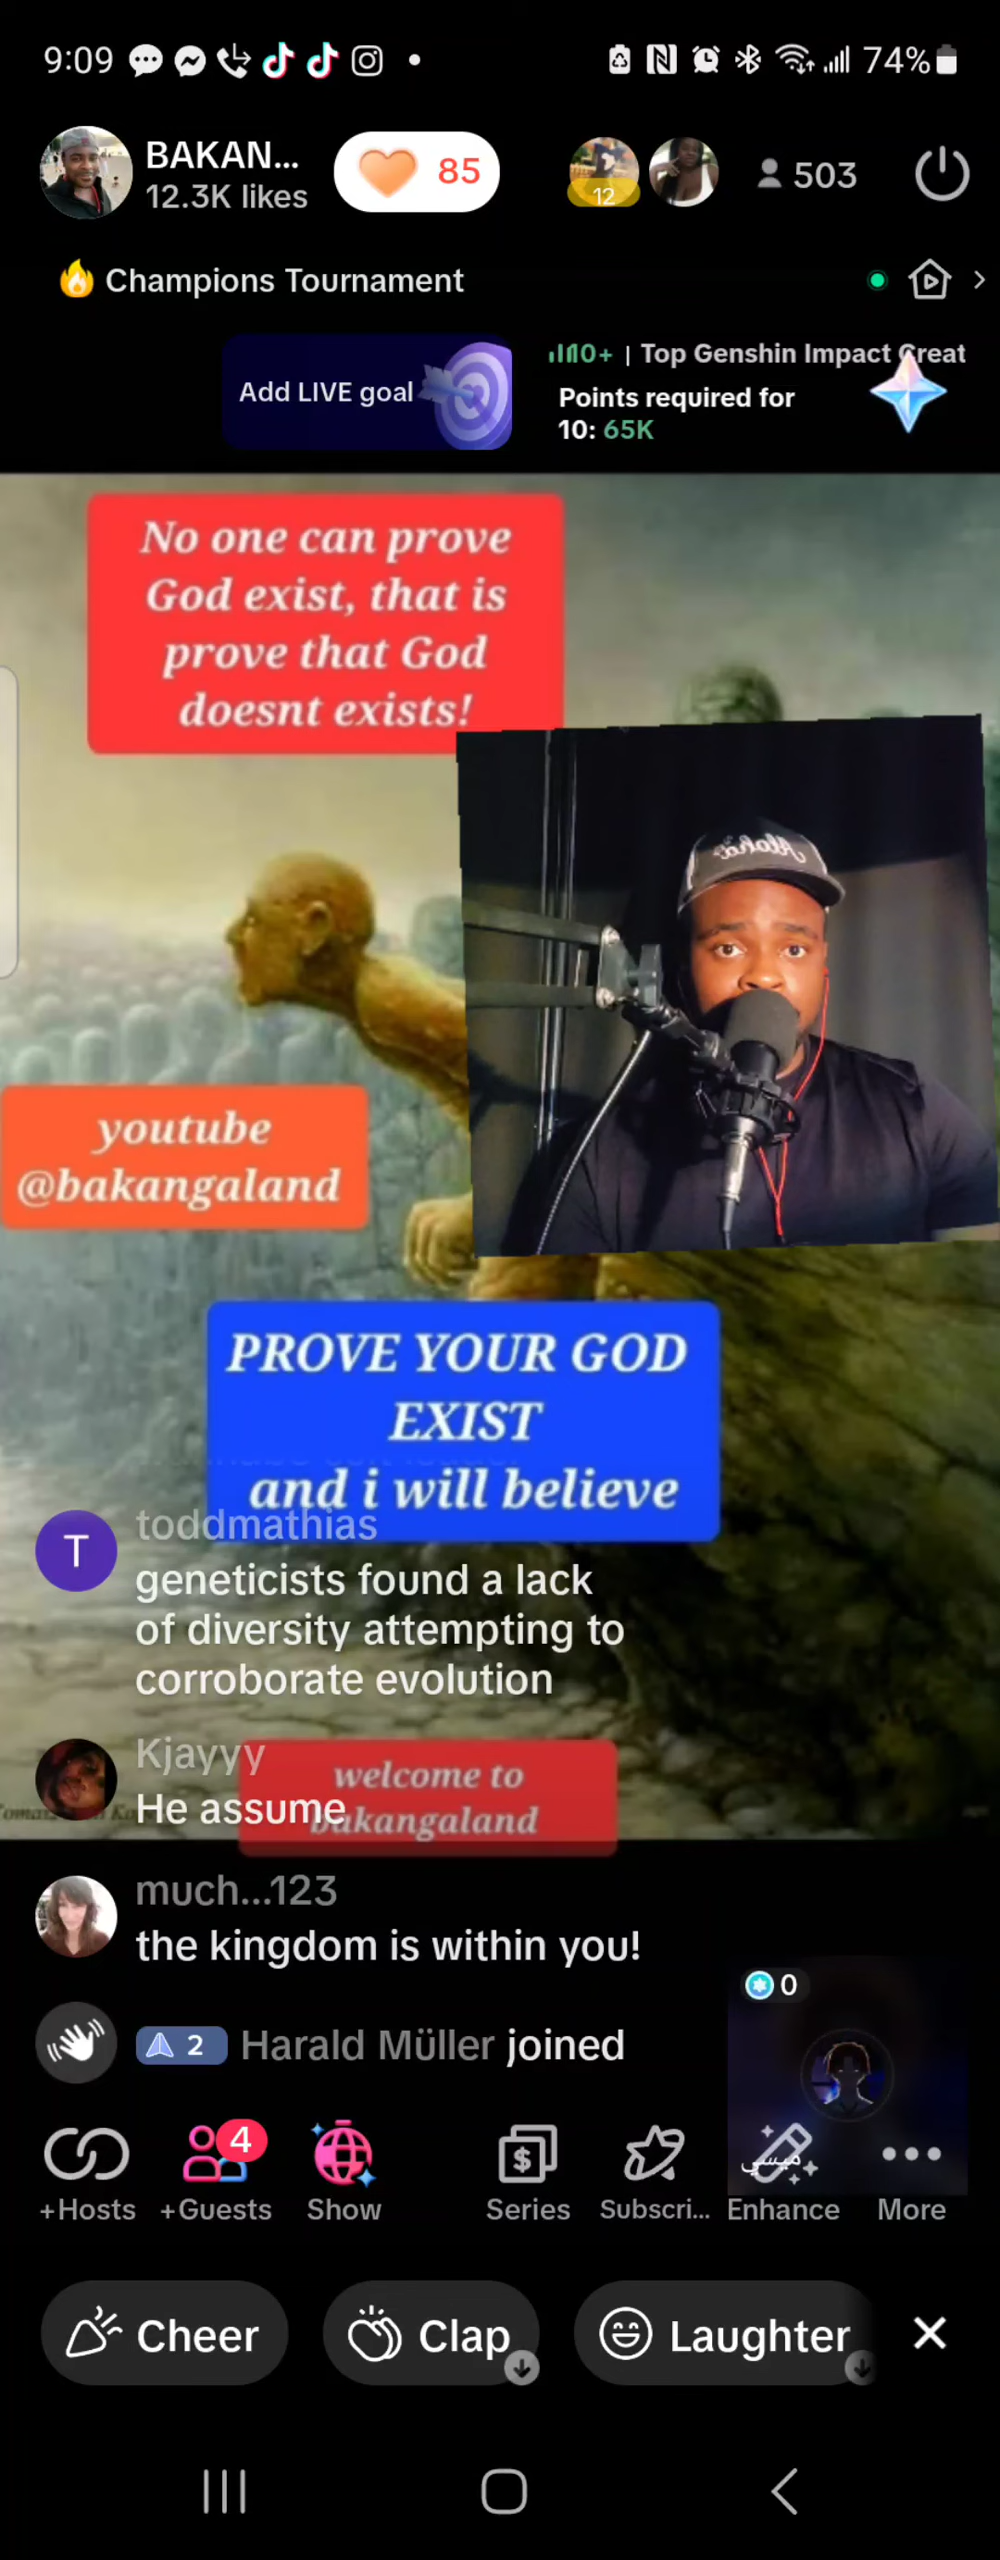 9:09
74%
BAKAN...
12.3K likes
85
12
503
Champions Tournament
Add LIVE goal
10+ | Top Genshin Impact Creat
Points required for
10: 65K
No one can prove
God exist, that is
prove that God
doesnt exists!
Aloha
youtube
@bakangaland
PROVE YOUR GOD
EXIST
and i will believe
toddmathias
T
geneticists found a lack
of diversity attempting to
corroborate evolution
Kjayyy
He assume
welcome to
bakangaland
much...123
the kingdom is within you!
0
2 Harald Müller joined
ميسي
4
+Hosts
+Guests
Show
Series
Subscri...
Enhance
More
Cheer
Clap
Laughter